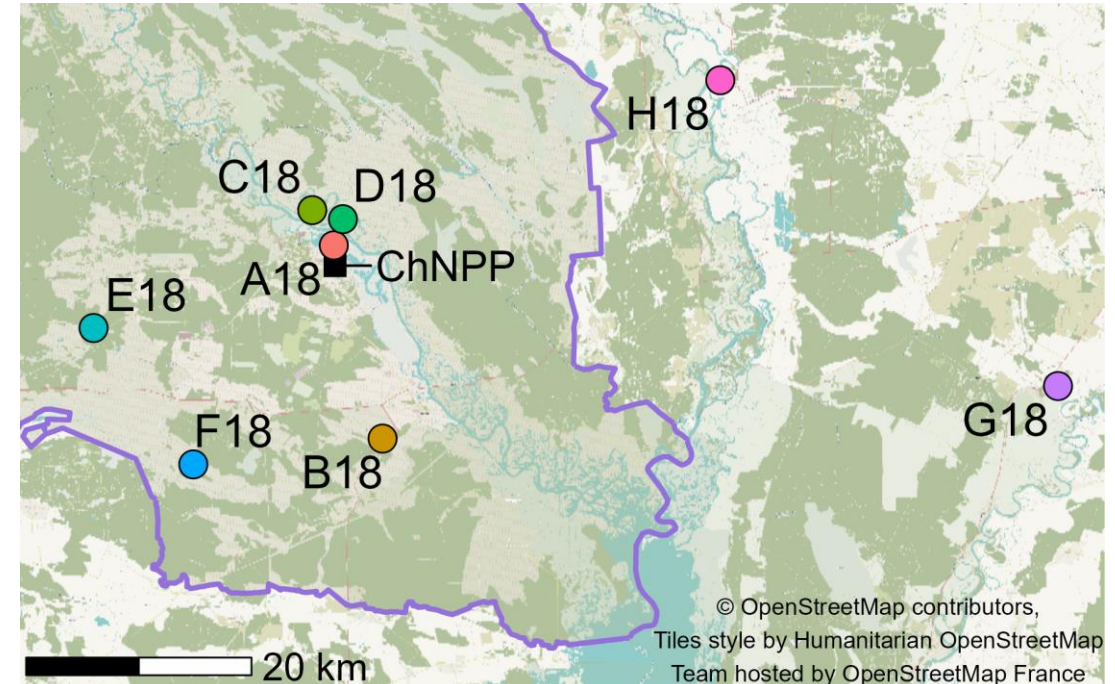 H18
C18
D18
A18
ChNPP
E18
G18
F18
B18
© OpenStreetMap contributors,
Tiles style by Humanitarian OpenStreetMap
Team hosted by OpenStreetMap France
20 km